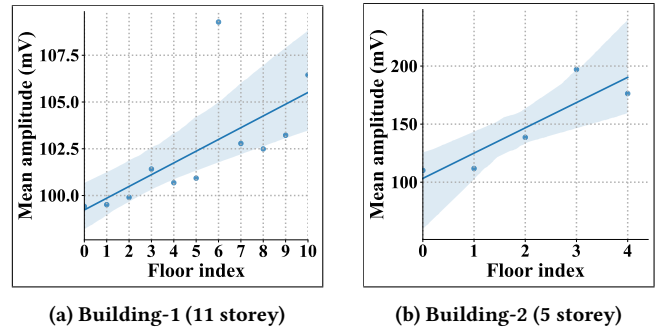 Mean amplitude (mV)
107.5
105.0
102.5
100.0
0 1 2 3 4 5 6 7 8 9 10
Floor index
(a) Building-1 (11 storey)
Mean amplitude (mV)
200
150
100
0 1 2 3 4
Floor index
(b) Building-2 (5 storey)